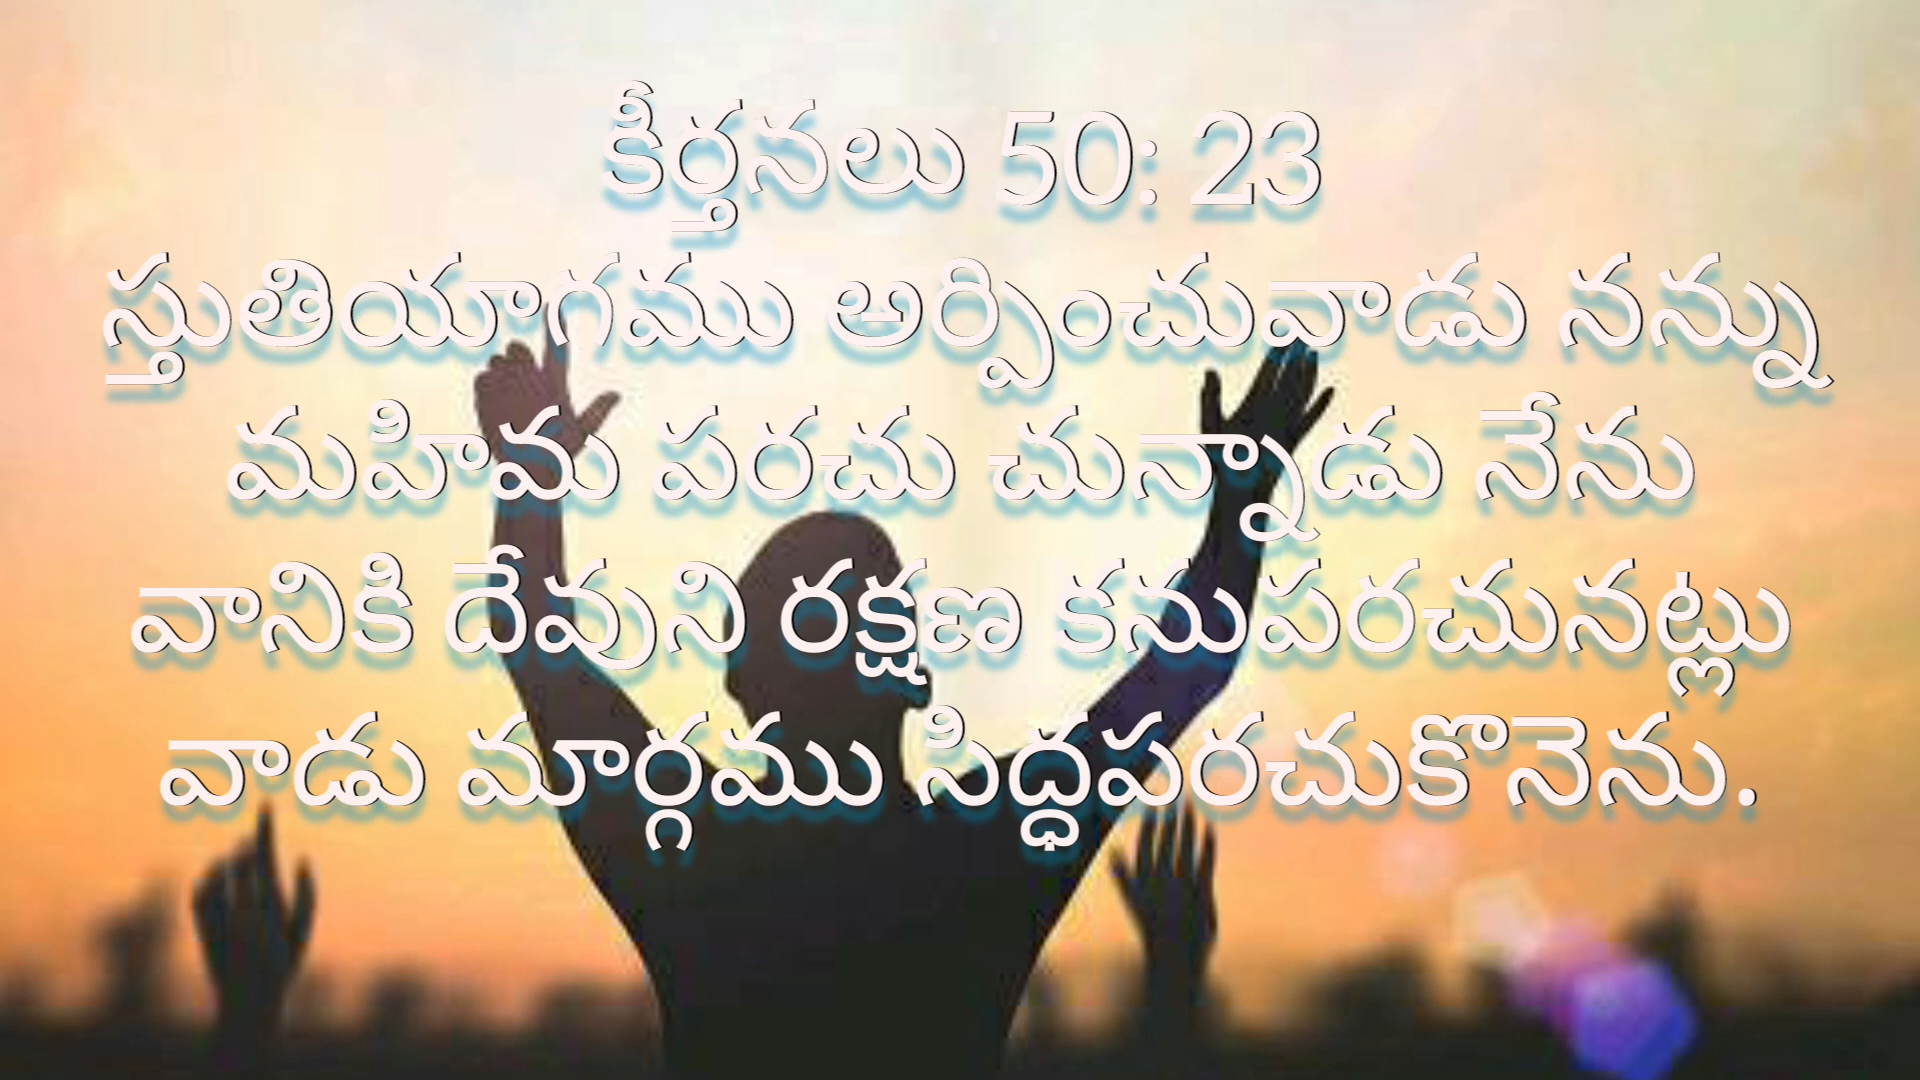 కీర్తనలు 50: 23
స్తుతియాగము అర్పించువాడు నన్ను
మహిమ పరచు చున్నాడు నేను
వానికి దేవుని రక్షణ కనుపరచునట్లు
వాడు మార్గము సిద్ధపరచుకొనెను.